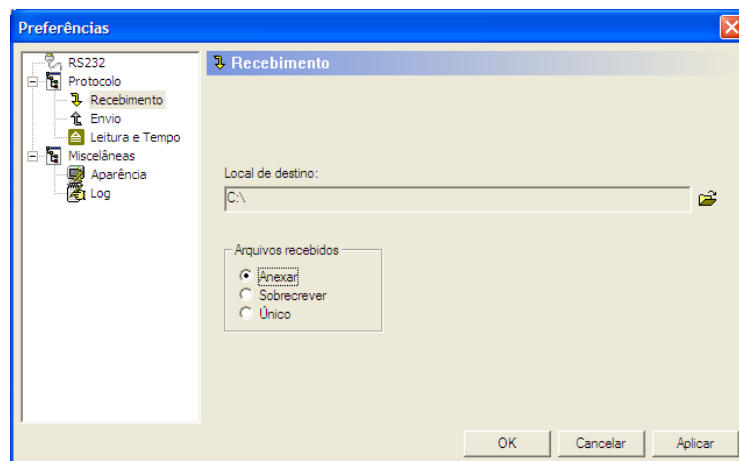 Preferências
RS232
Protocolo
Recebimento
Envio
Leitura e Tempo
Miscelâneas
Aparência
Log
Recebimento
Local de destino:
C:\
Arquivos recebidos
Anexar
Sobrecrever
Único
OK
Cancelar
Aplicar